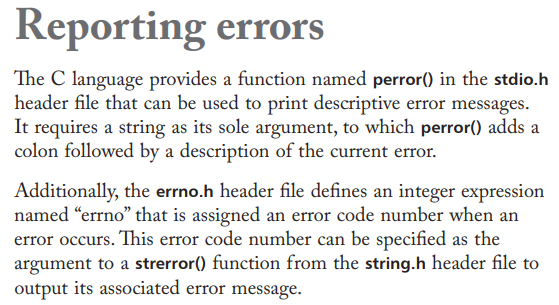 Reporting errors
The C language provides a function named perror() in the stdio.h
header file that can be used to print descriptive error messages.
It requires a string as its sole argument, to which perror() adds a
colon followed by a description of the current error.
Additionally, the errno.h header file defines an integer expression
named “errno” that is assigned an error code number when an
error occurs. This error code number can be specified as the
argument to a strerror() function from the string.h header file to
output its associated error message.